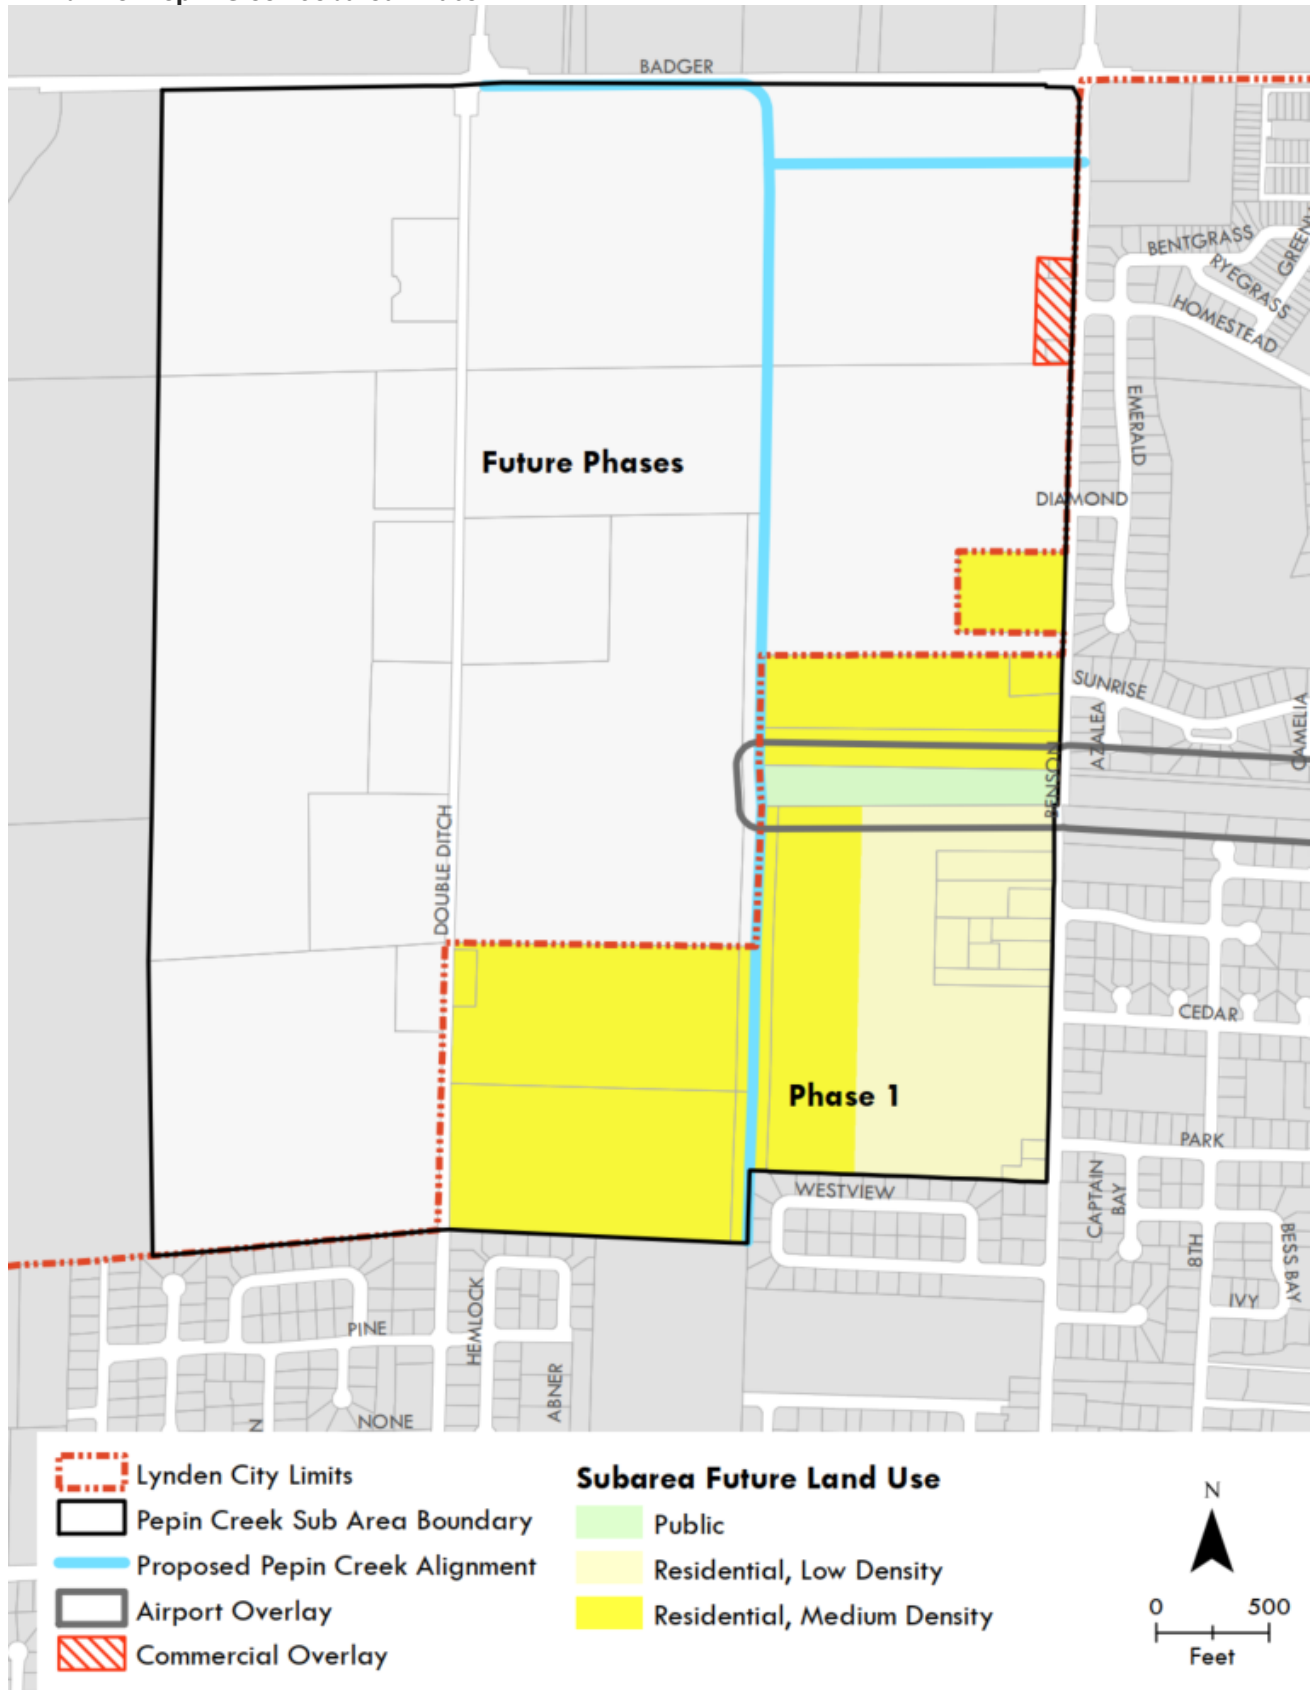 BADGER
BENTGRASS
RYEGRASS
HOMESTEAD
EMERALD
Future Phases
DIAMOND
SUNRISE
AZALEA
CAMELIA
BENSON
DOUBLE DITCH
CEDAR
Phase 1
PARK
WESTVIEW
CAPTAIN
BAY
8TH
BESS BAY
IVY
HEMLOCK
PINE
ABNER
NONE
N
Lynden City Limits
Pepin Creek Sub Area Boundary
Proposed Pepin Creek Alignment
Airport Overlay
Commercial Overlay
Subarea Future Land Use
Public
Residential, Low Density
Residential, Medium Density
N
0 500
Feet